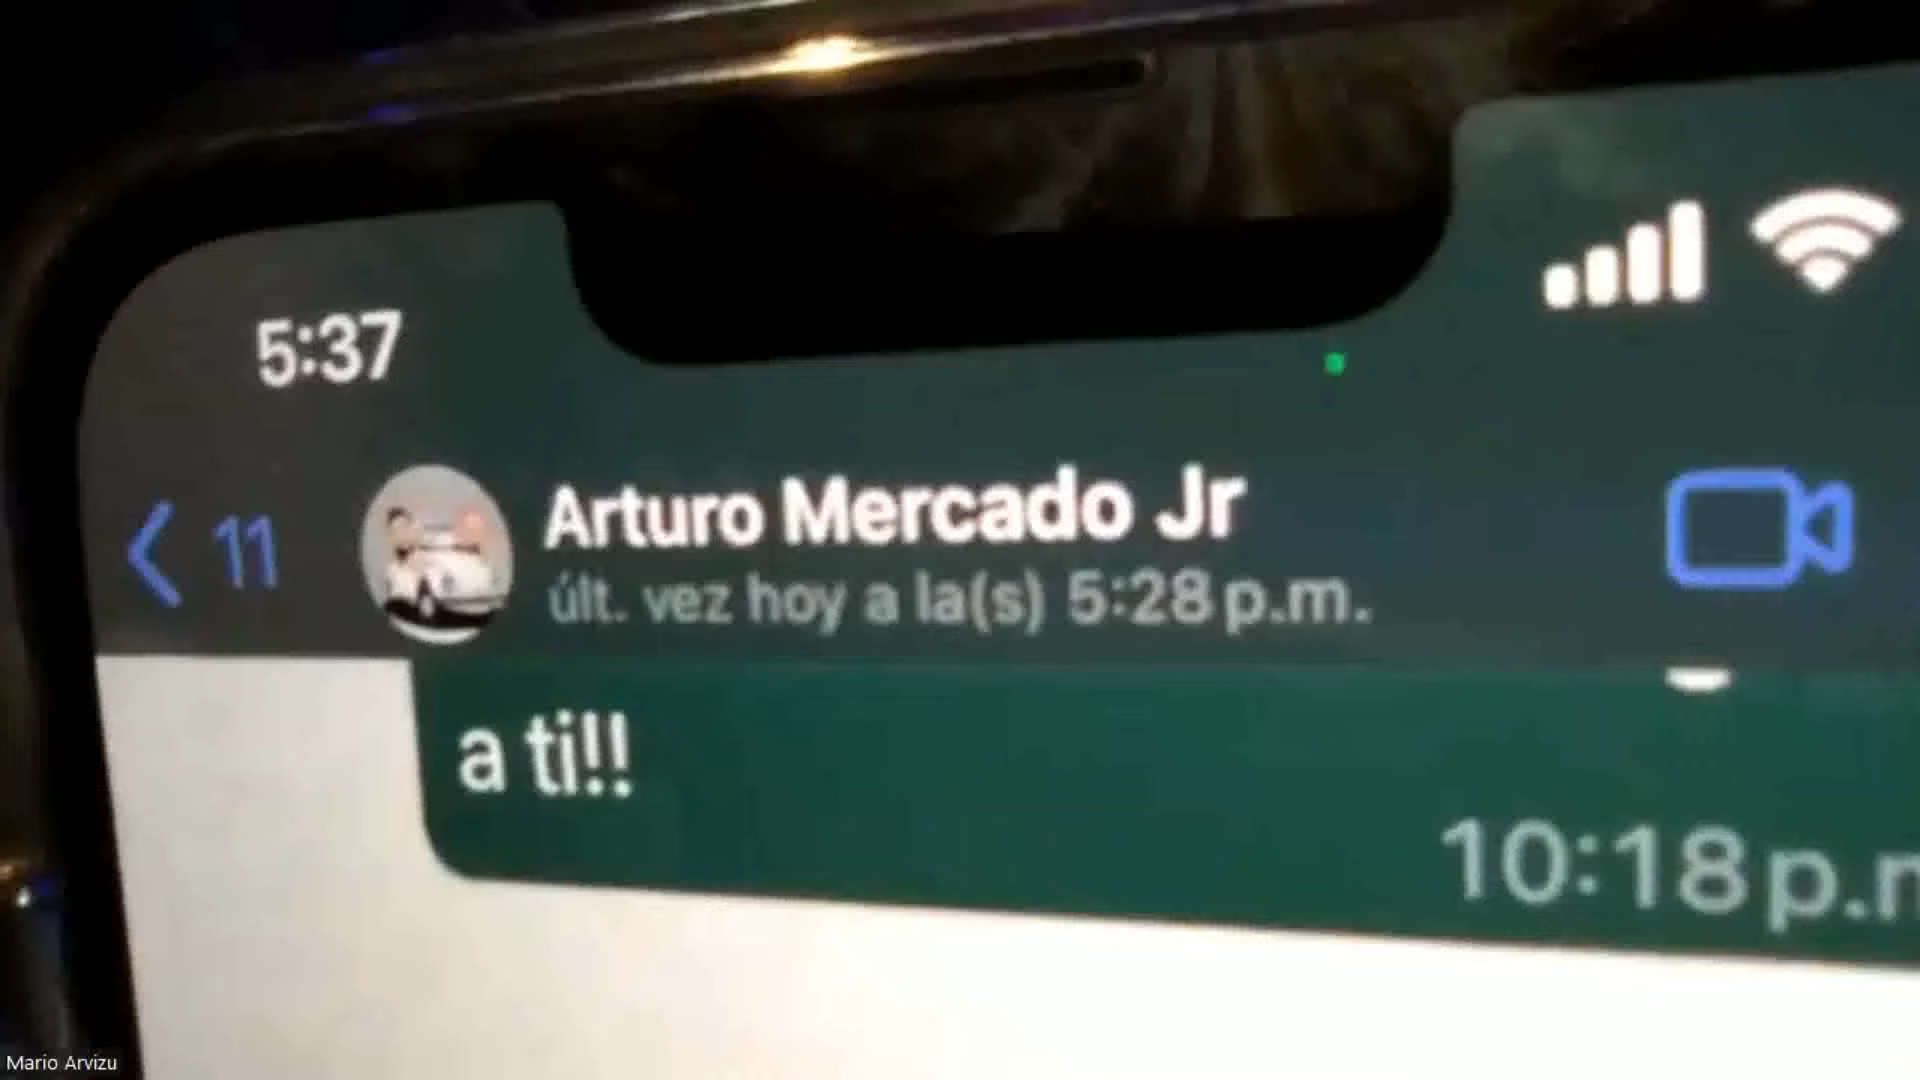 5:37
11
Arturo Mercado Jr
últ. vez hoy a la(s) 5:28 p.m.
a ti!!
10:18 p.m
Mario Arvizu